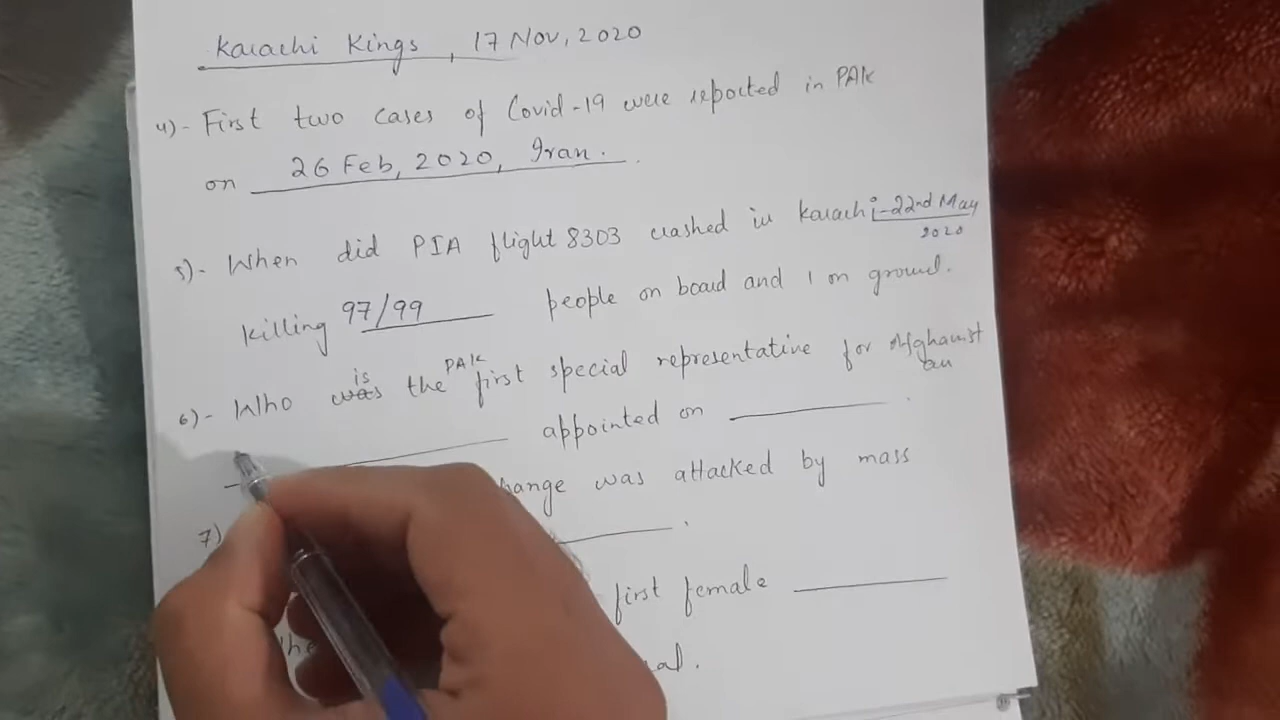 Karachi Kings, 17 Nov, 2020
4)- First two cases of Covid-19 were reported in PAK
on 26 Feb, 2020, Iran.
5)- When did PIA flight 8303 crashed in Karachi-22nd May
2020
killing 97/99 people on board and 1 on ground.
6)- Who was is the PAK first special representative for Afghanist
an
appointed on
7) hange was attacked by mass
first female